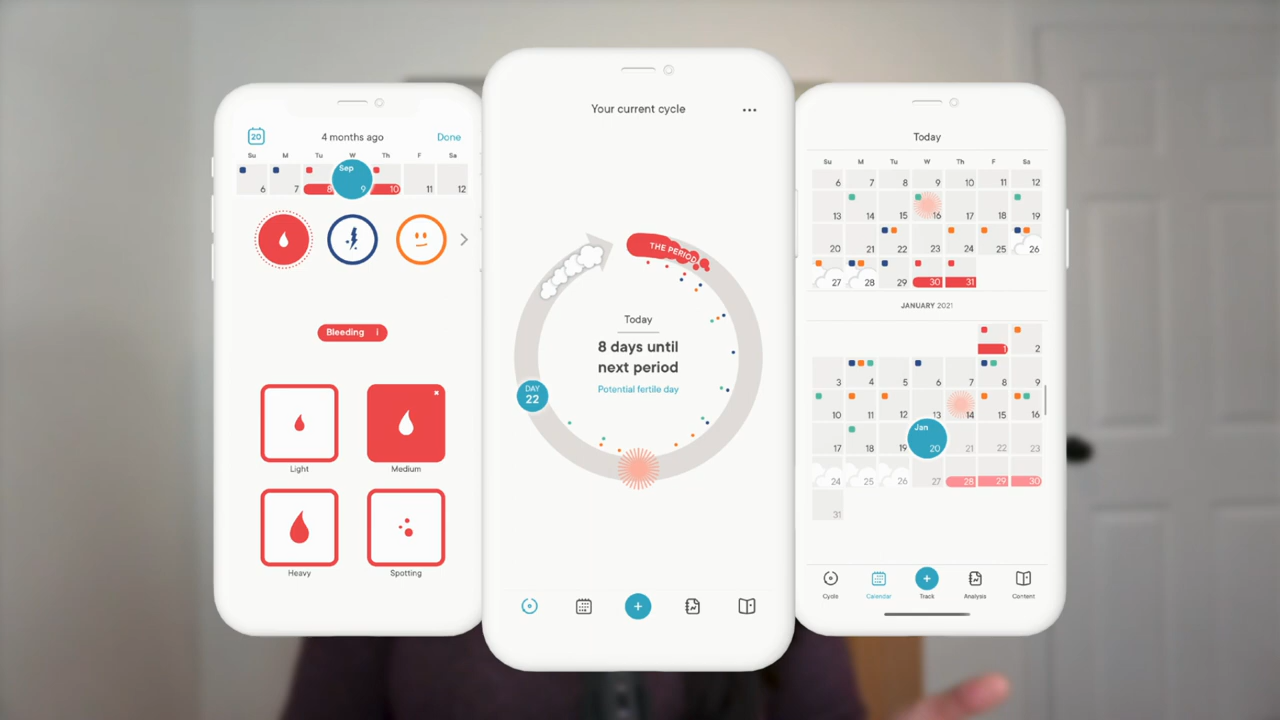 4 months ago
Done
20
Su M Tu W Th F Sa
Sep
6 7 8 9 10 11 12
Bleeding i
Light
Medium
Heavy
Spotting
Your current cycle
THE PERIOD
Today
8 days until
next period
Potential fertile day
DAY
22
Today
Su M Tu W Th F Sa
6 7 8 9 10 11 12
13 14 15 16 17 18 19
20 21 22 23 24 25 26
27 28 29 30 31
JANUARY 2021
1 2
3 4 5 6 7 8 9
10 11 12 13 14 15 16
Jan
17 18 19 20 21 22 23
24 25 26 27 28 29 30
31
Cycle Calendar Track Analysis Content